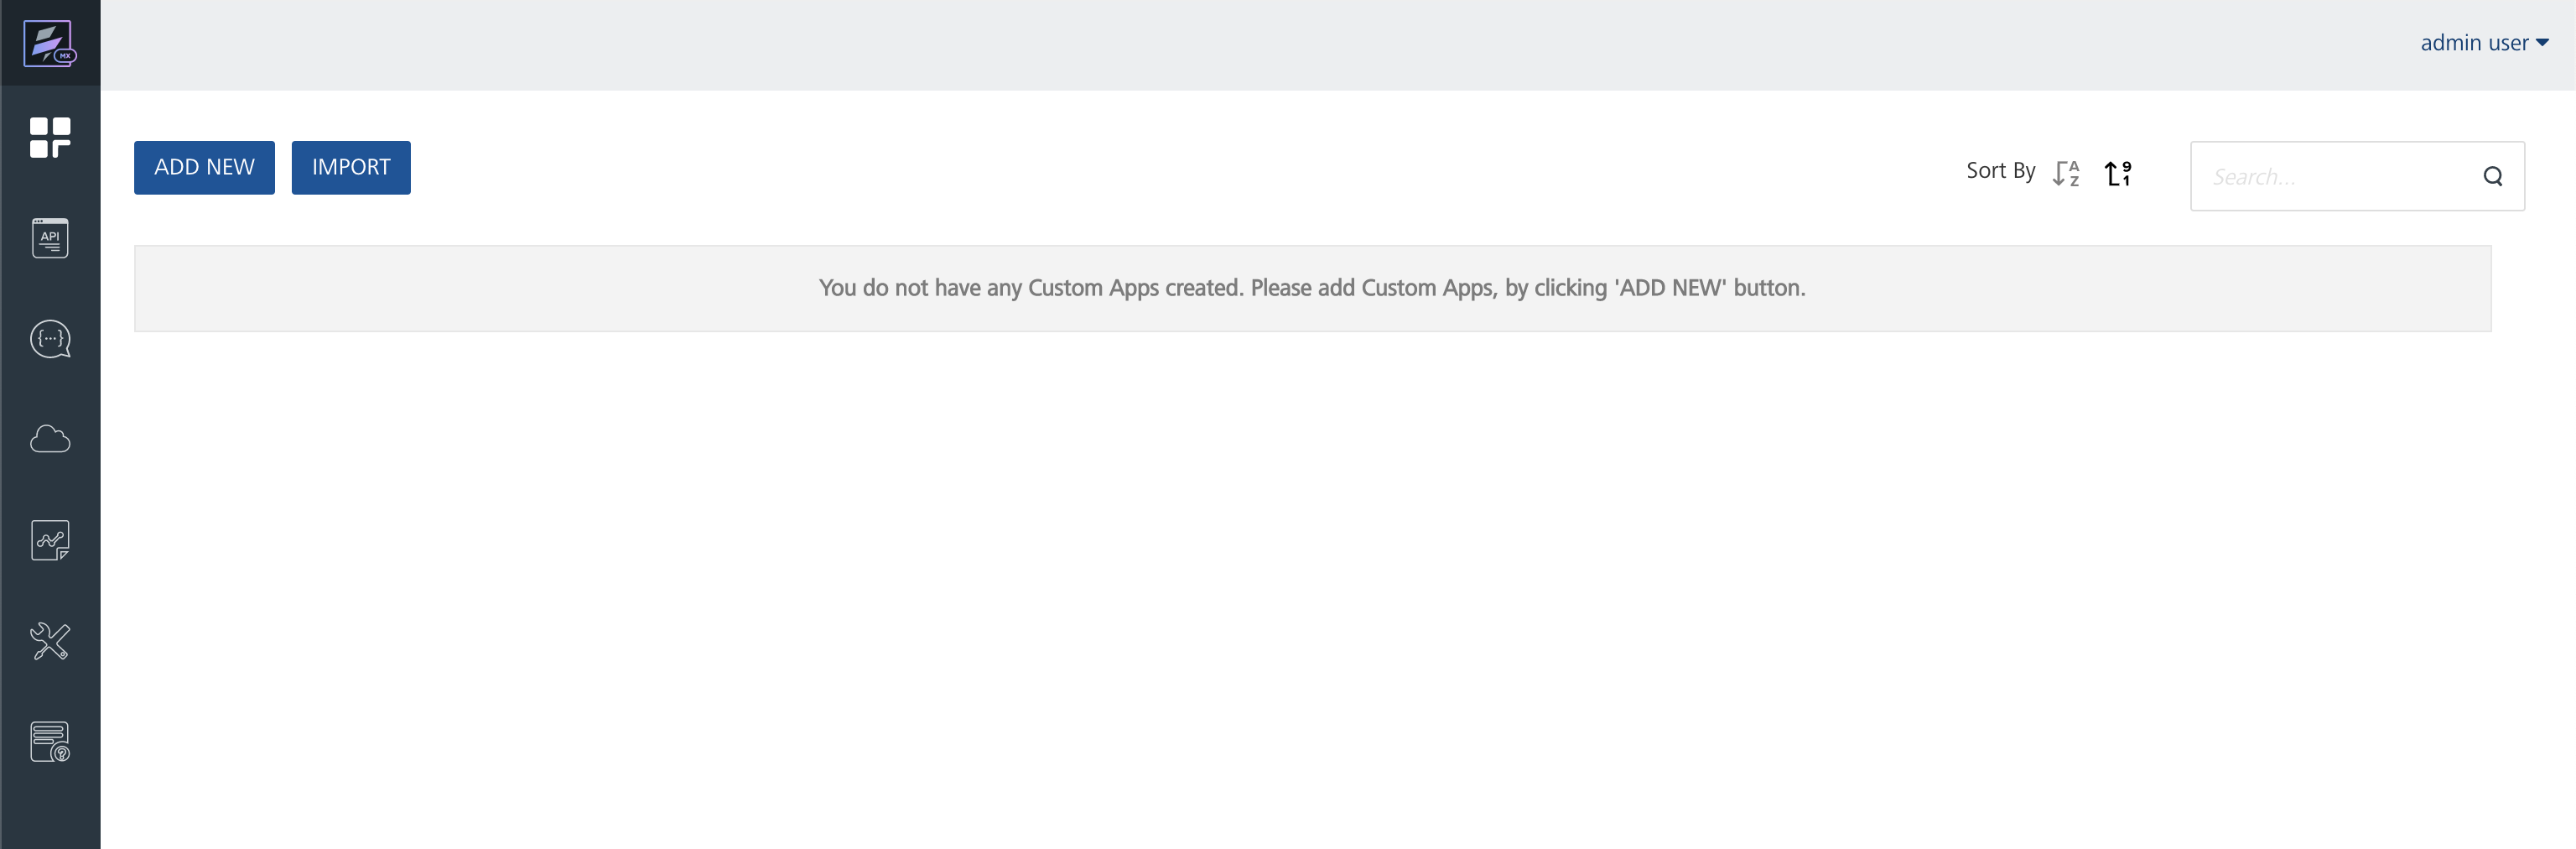 MX
admin user
ADD NEW
IMPORT
Sort By
A
Z
9
1
Search...
API
You do not have any Custom Apps created. Please add Custom Apps, by clicking 'ADD NEW' button.
{...}
?